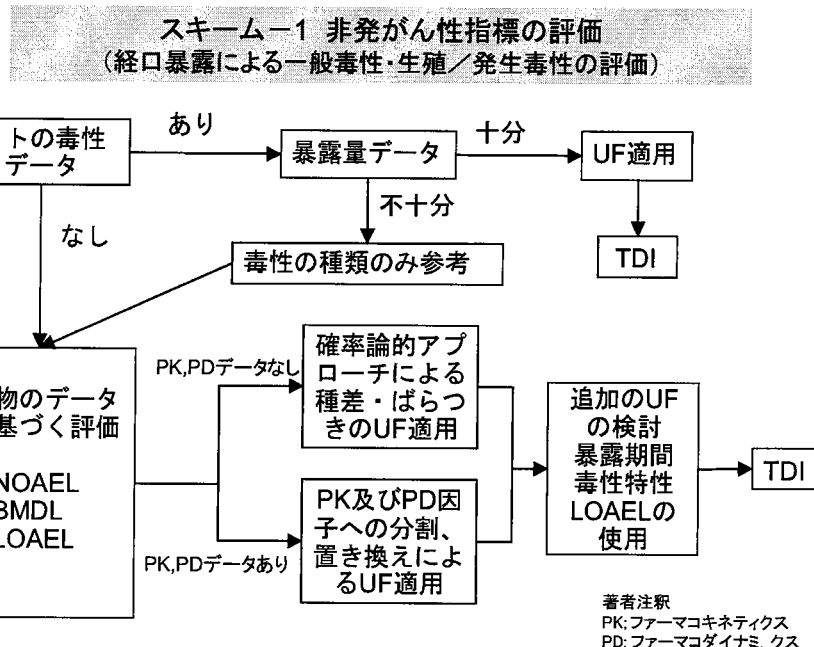 スキーム－1 非発がん性指標の評価
（経口暴露による一般毒性・生殖／発生毒性の評価）
トの毒性
データ
あり
暴露量データ
十分
UF適用
なし
不十分
毒性の種類のみ参考
TDI
物のデータ
基づく評価
NOAEL
BMDL
LOAEL
PK,PDデータなし
確率論的アプ
ローチによる
種差・ばらつ
きのUF適用
PK,PDデータあり
PK及びPD因
子への分割、
置き換えによ
るUF適用
追加のUF
の検討
暴露期間
毒性特性
LOAELの
使用
TDI
著者注釈
PK;ファーマコキネティクス
PD;ファーマコダイナミクス